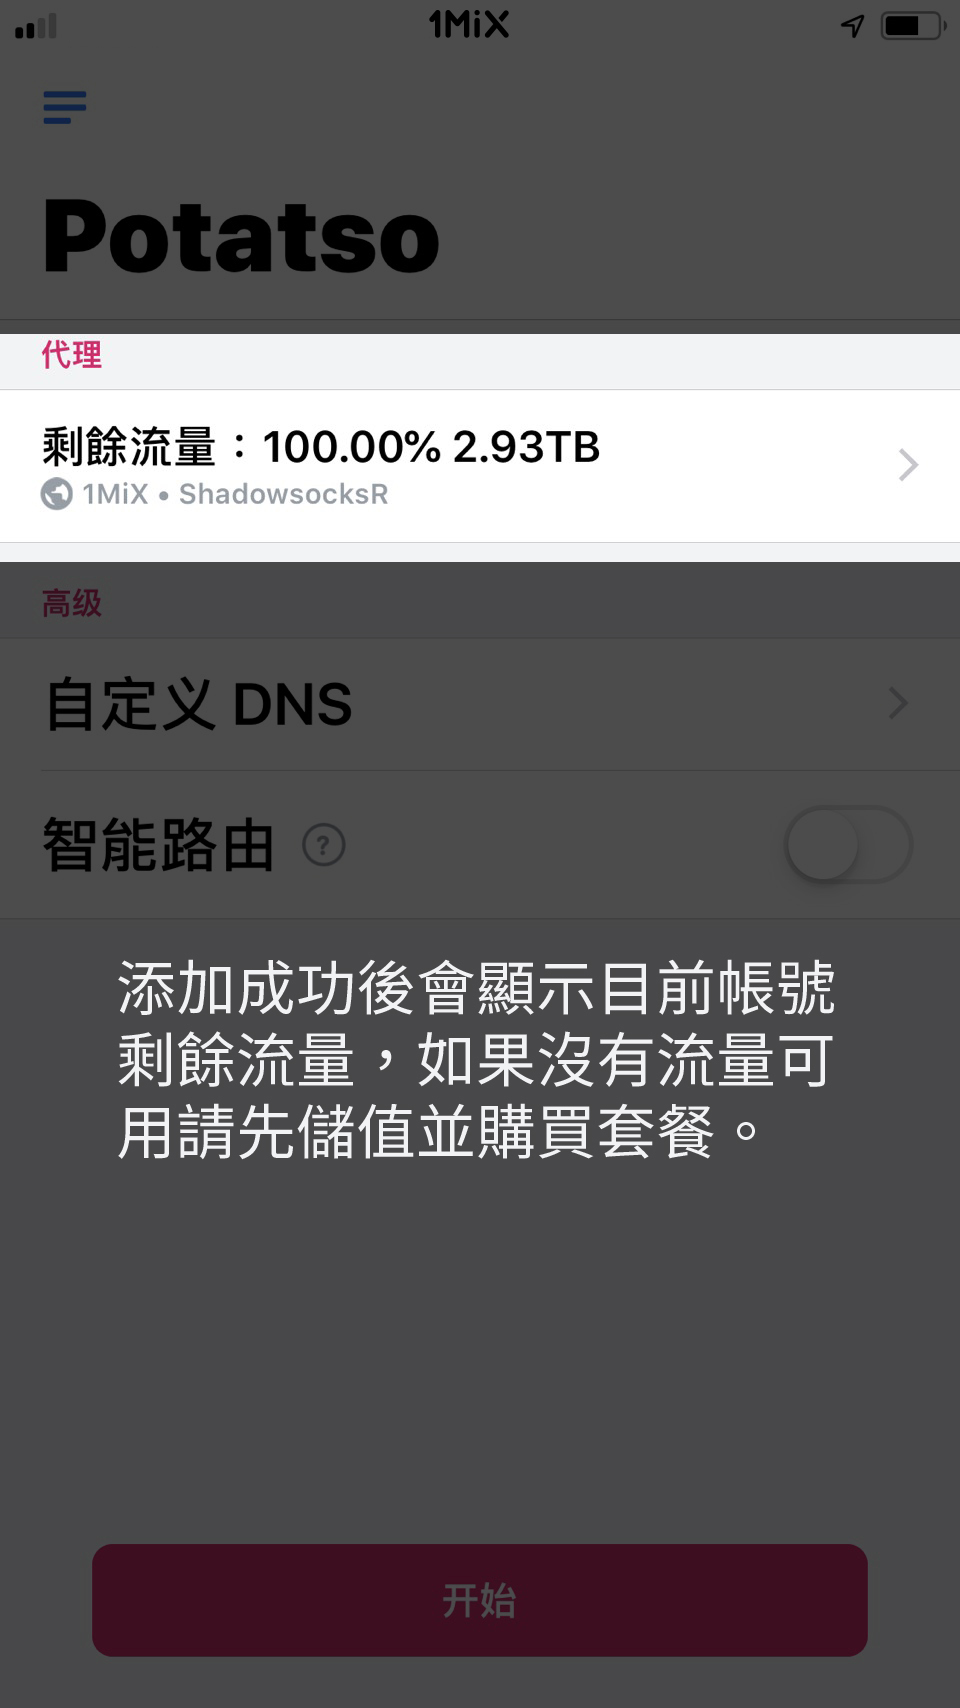 1MiX
Potatso
代理
剩餘流量：100.00% 2.93TB
1MiX • ShadowsocksR
高级
自定义 DNS
智能路由 ?
添加成功後會顯示目前帳號
剩餘流量，如果沒有流量可
用請先儲值並購買套餐。
开始